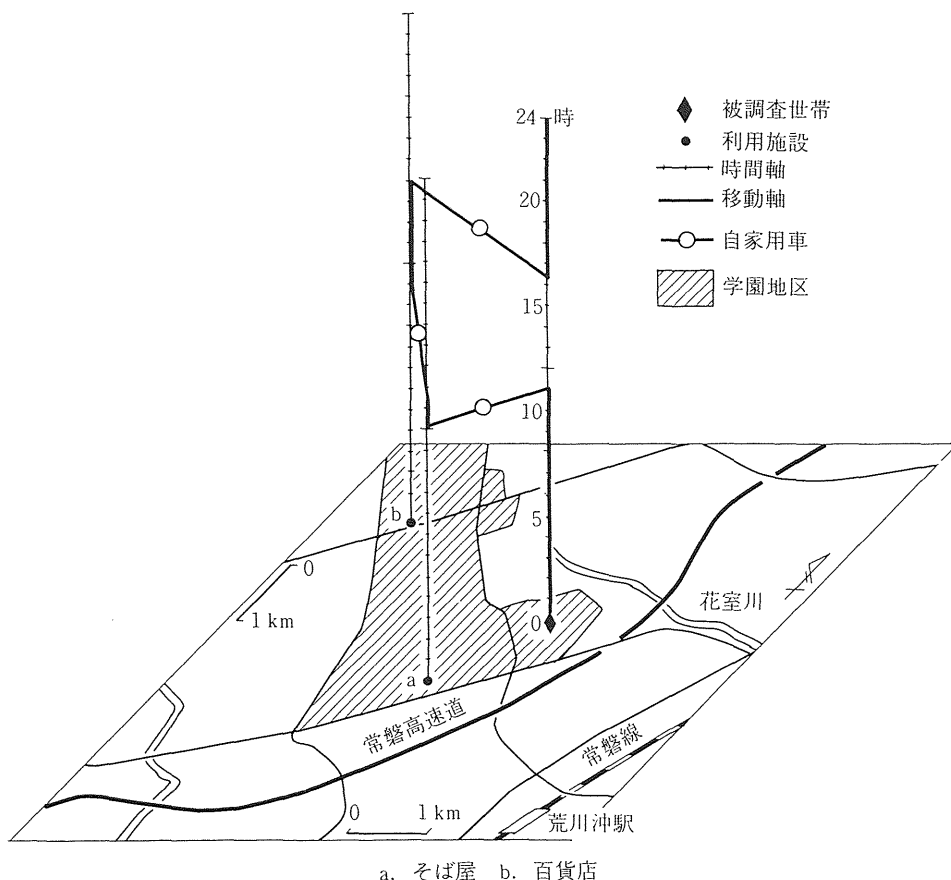 24時
20
15
10
5
0
被調査世帯
利用施設
時間軸
移動軸
自家用車
学園地区
b
a
0
1 km
花室川
常磐高速道
常磐線
荒川沖駅
0 1 km
a. そば屋 b. 百貨店